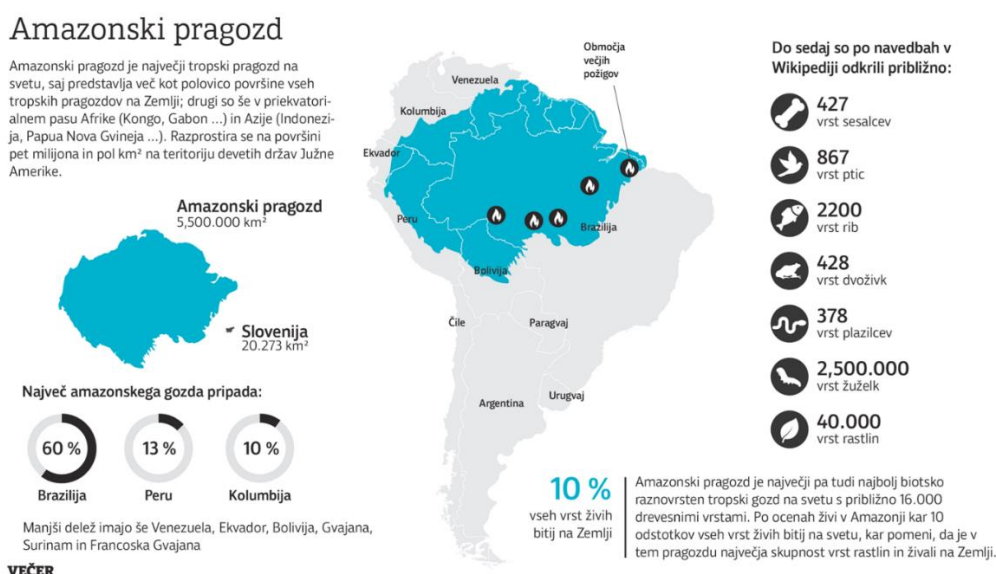 Amazonski pragozd
Amazonski pragozd je največji tropski pragozd na
svetu, saj predstavlja več kot polovico površine vseh
tropskih pragozdov na Zemlji; drugi so še v priekvatori-
alnem pasu Afrike (Kongo, Gabon ...) in Azije (Indonezi-
ja, Papua Nova Gvineja ...). Razprostira se na površini
pet milijona in pol km² na teritoriju devetih držav Južne
Amerike.
Amazonski pragozd
5,500.000 km²
Slovenija
20.273 km²
Največ amazonskega gozda pripada:
60 %
Brazilija
13 %
Peru
10 %
Kolumbija
Manjši delež imajo še Venezuela, Ekvador, Bolivija, Gvajana,
Surinam in Francoska Gvajana
VEČER
Območja
večjih
požigov
Venezuela
Kolumbija
Ekvador
Peru
Brazilija
Bolivija
Čile
Paragvaj
Argentina
Urugvaj
Do sedaj so po navedbah v
Wikipediji odkrili približno:
427
vrst sesalcev
867
vrst ptic
2200
vrst rib
428
vrst dvoživk
378
vrst plazilcev
2,500.000
vrst žuželk
40.000
vrst rastlin
10 %
vseh vrst živih
bitij na Zemlji
Amazonski pragozd je največji pa tudi najbolj biotsko
raznovrsten tropski gozd na svetu s približno 16.000
drevesnimi vrstami. Po ocenah živi v Amazonji kar 10
odstotkov vseh vrst živih bitij na svetu, kar pomeni, da je v
tem pragozdu največja skupnost vrst rastlin in živali na Zemlji.